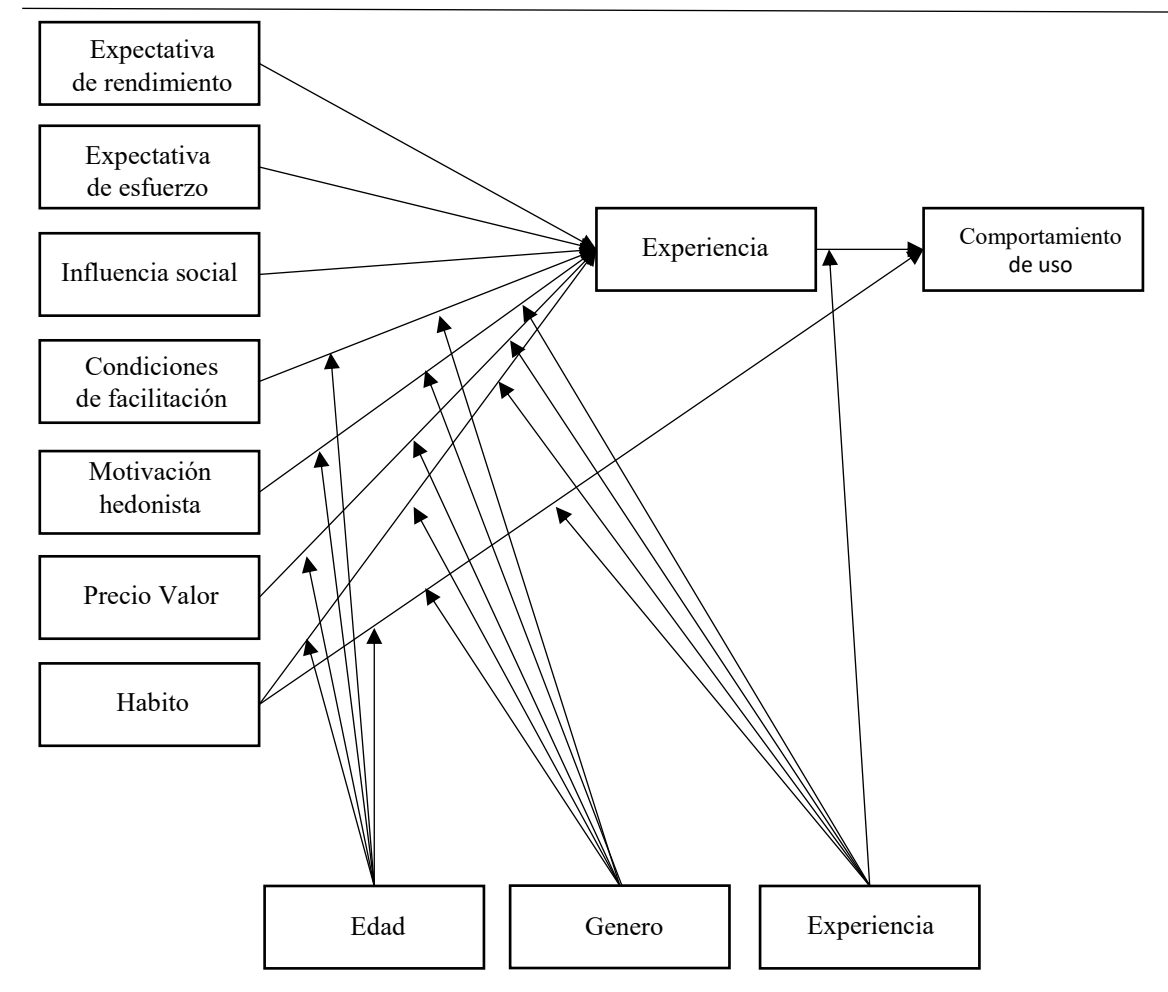 Expectativa
de rendimiento
Expectativa
de esfuerzo
Influencia social
Condiciones
de facilitación
Motivación
hedonista
Precio Valor
Habito
Experiencia
Comportamiento
de uso
Edad
Genero
Experiencia